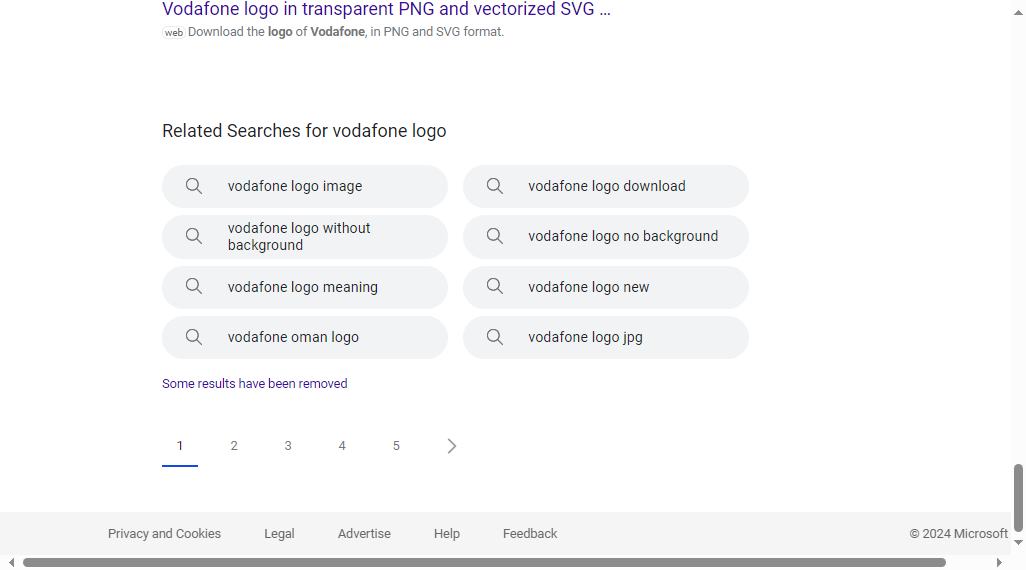 Vodafone logo in transparent PNG and vectorized SVG ...
web Download the logo of Vodafone, in PNG and SVG format.
Related Searches for vodafone logo
vodafone logo image
vodafone logo download
vodafone logo without
background
vodafone logo no background
vodafone logo meaning
vodafone logo new
vodafone oman logo
vodafone logo jpg
Some results have been removed
1 2 3 4 5
Privacy and Cookies Legal Advertise Help Feedback © 2024 Microsoft